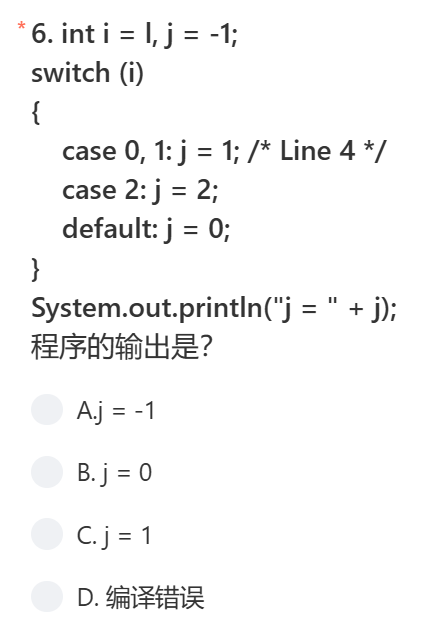 * 6. int i = l, j = -1;
switch (i)
{
case 0, 1: j = 1; /* Line 4 */
case 2: j = 2;
default: j = 0;
}
System.out.println("j = " + j);
程序的输出是?
A.j = -1
B. j = 0
C. j = 1
D. 编译错误